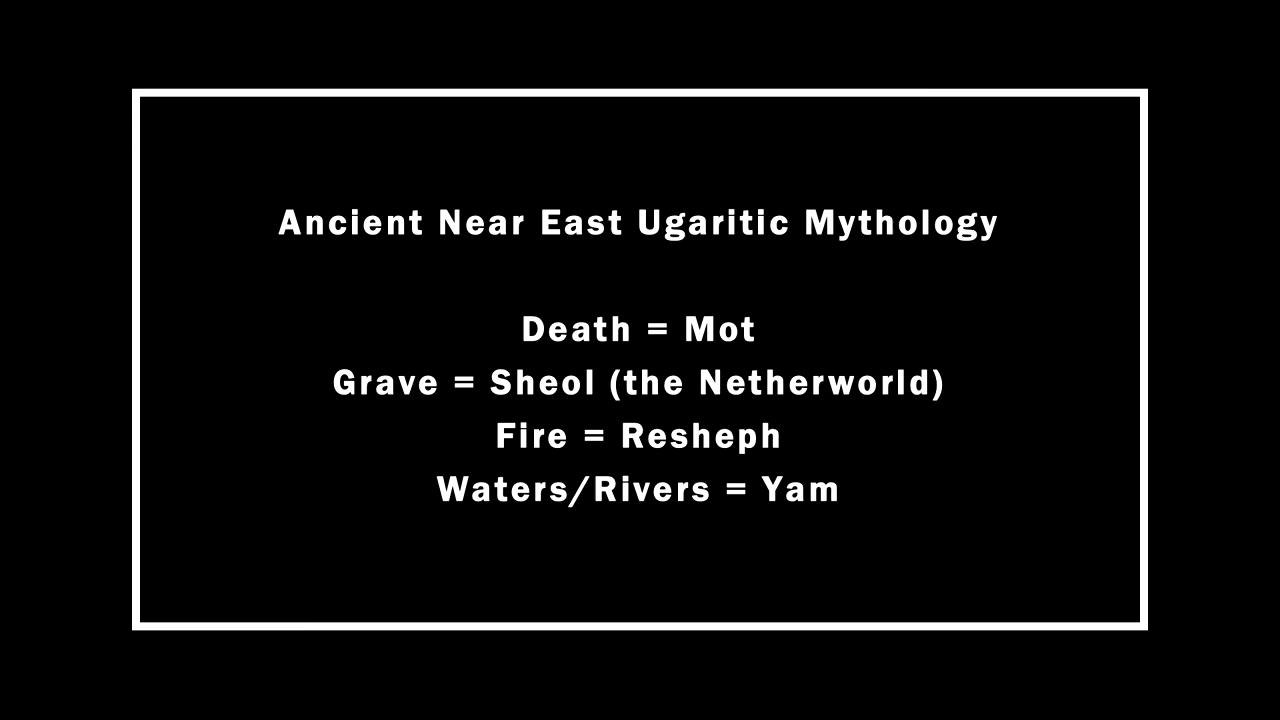 Ancient Near East Ugaritic Mythology
Death = Mot
Grave = Sheol (the Netherworld)
Fire = Resheph
Waters/Rivers = Yam